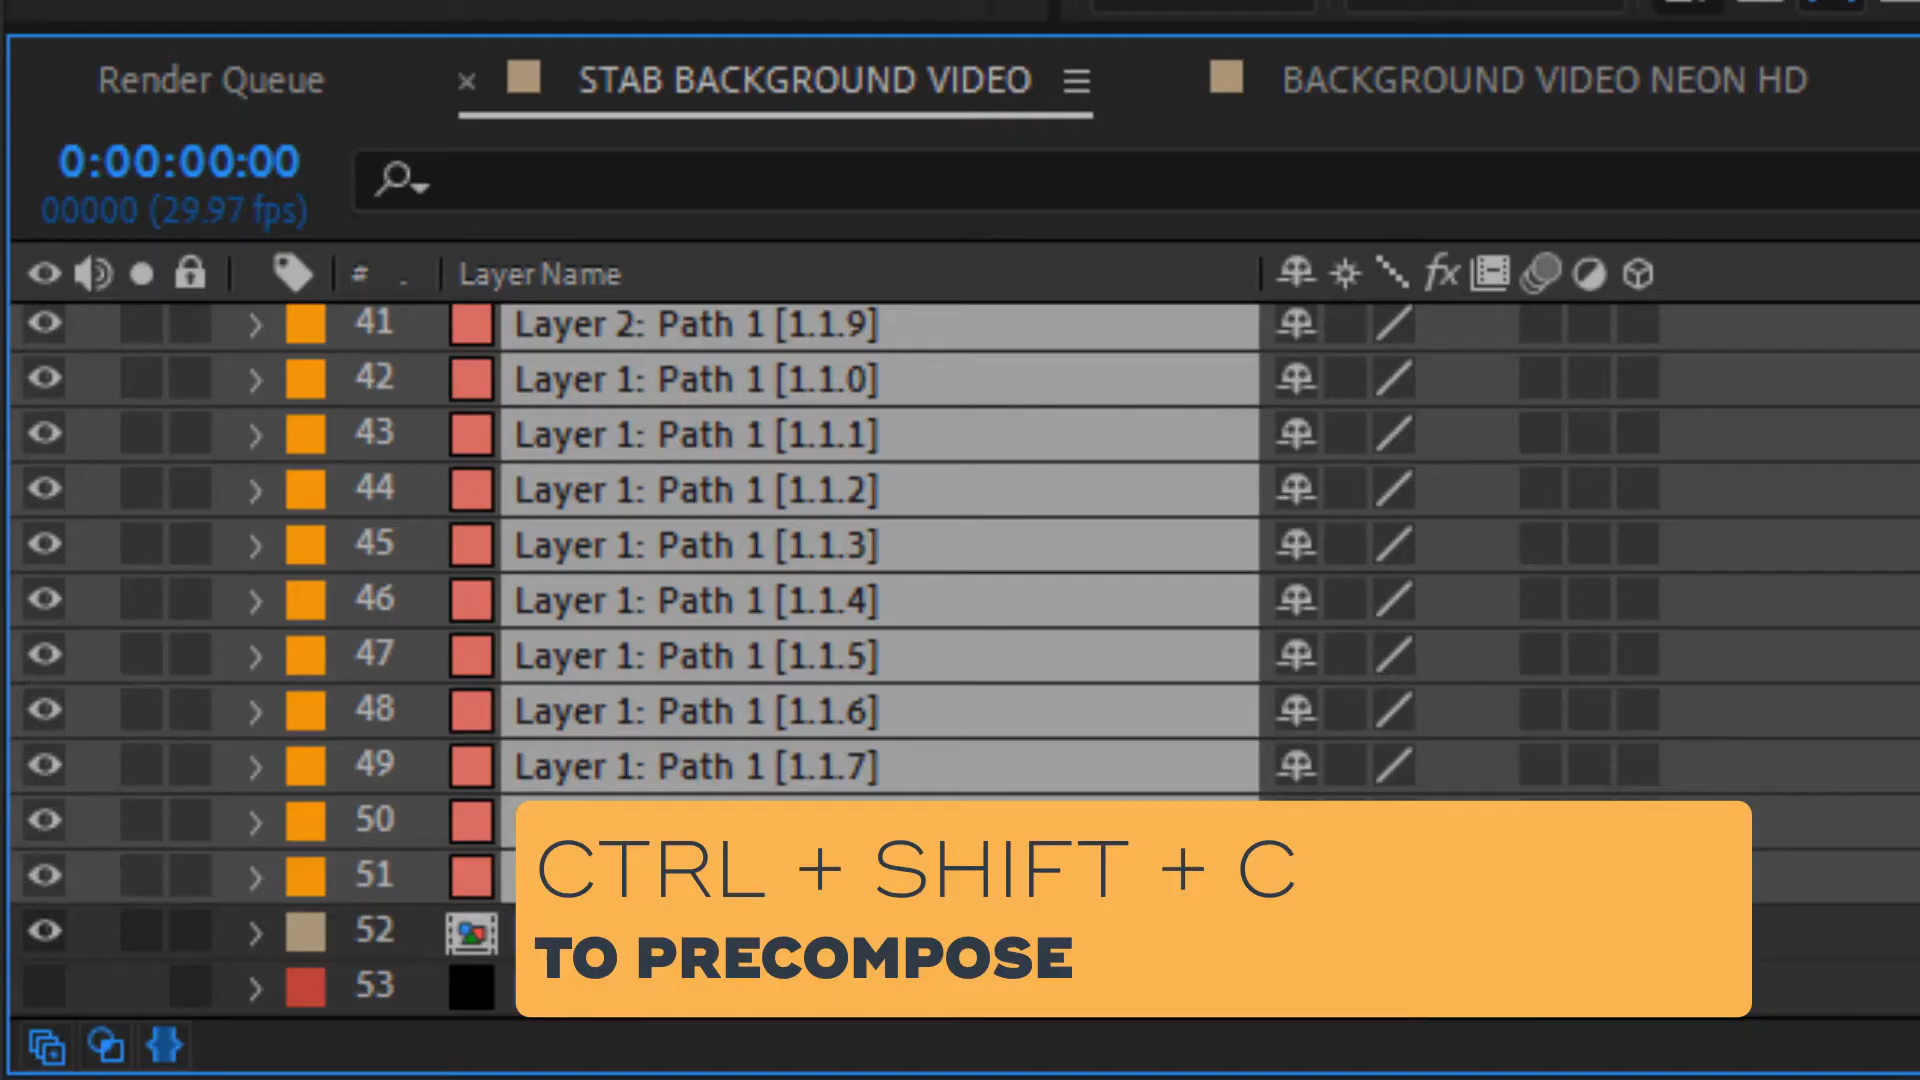 Render Queue
× STAB BACKGROUND VIDEO
BACKGROUND VIDEO NEON HD
0:00:00:00
00000 (29.97 fps)
# . Layer Name fx
41 Layer 2: Path 1 [1.1.9]
42 Layer 1: Path 1 [1.1.0]
43 Layer 1: Path 1 [1.1.1]
44 Layer 1: Path 1 [1.1.2]
45 Layer 1: Path 1 [1.1.3]
46 Layer 1: Path 1 [1.1.4]
47 Layer 1: Path 1 [1.1.5]
48 Layer 1: Path 1 [1.1.6]
49 Layer 1: Path 1 [1.1.7]
50
51
52
53
CTRL + SHIFT + C
TO PRECOMPOSE